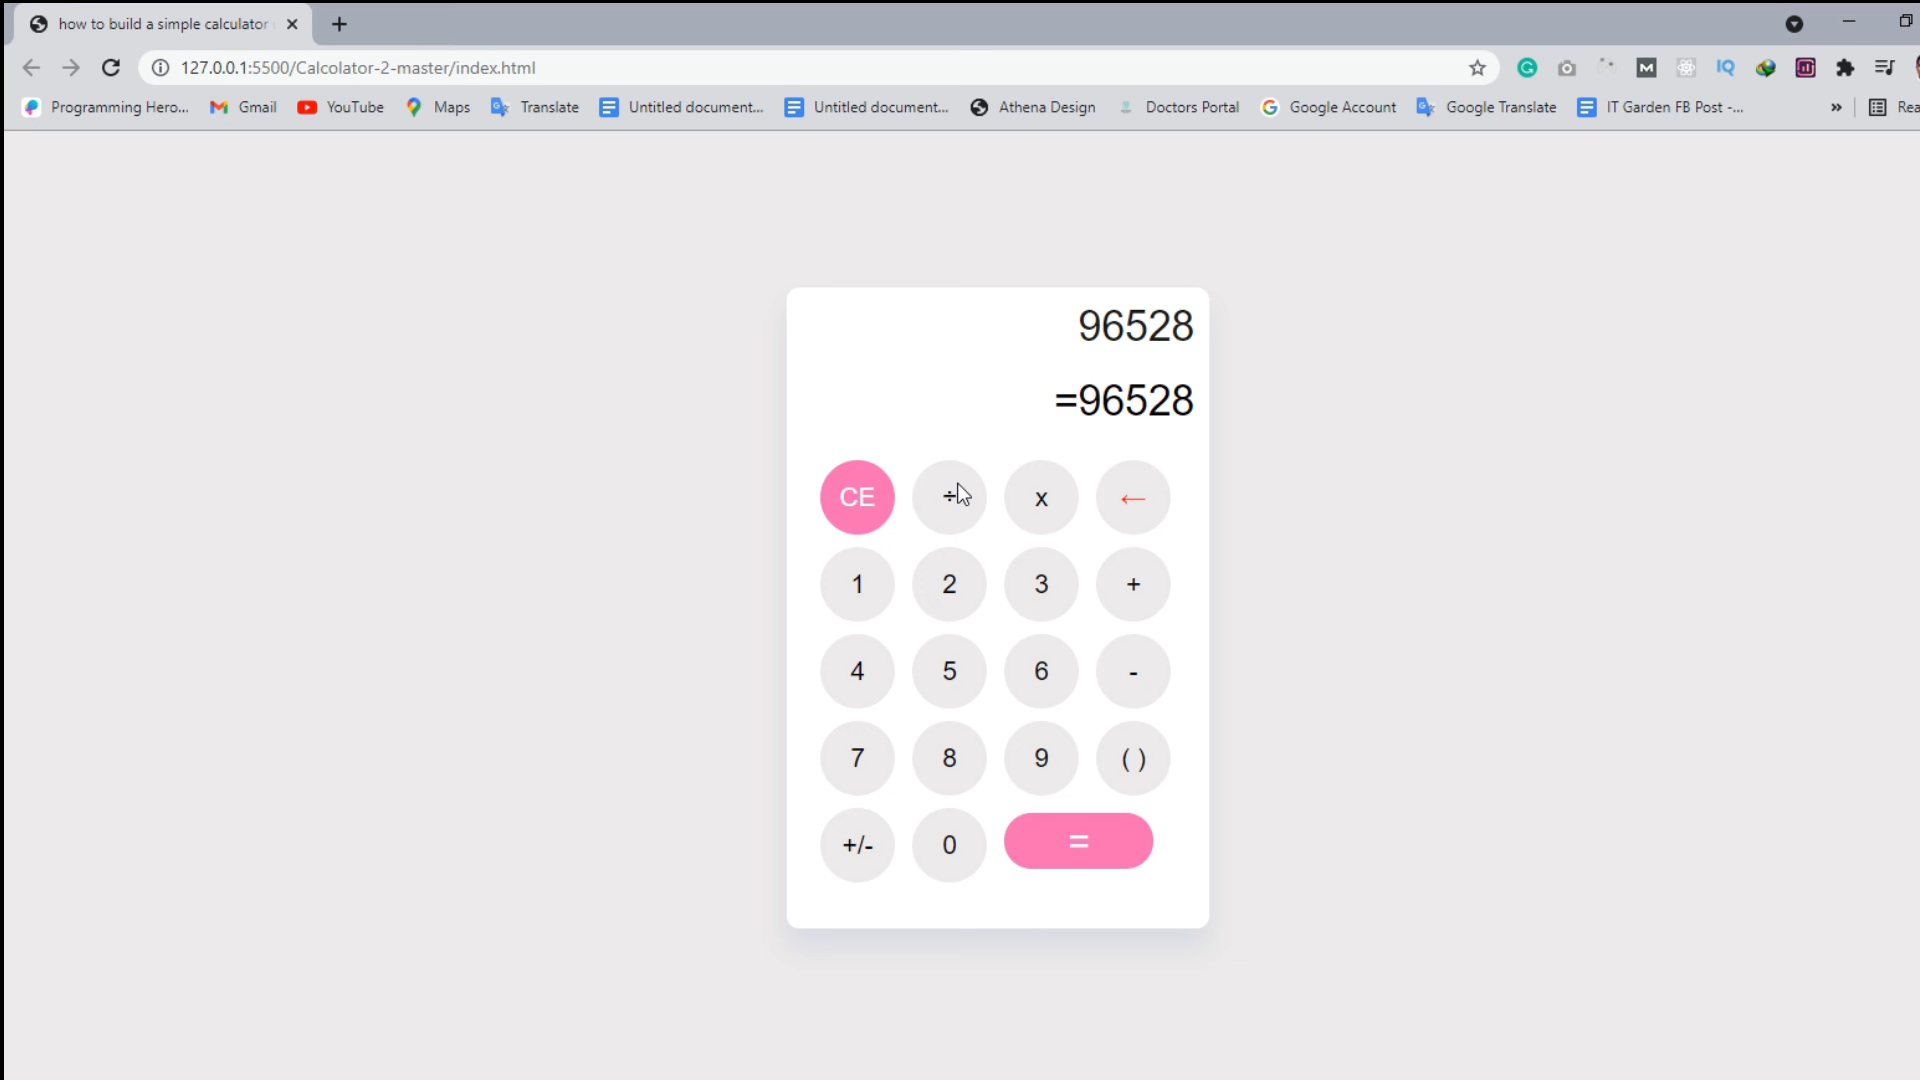 how to build a simple calculator
127.0.0.1:5500/Calcolator-2-master/index.html
Programming Hero... Gmail YouTube Maps Translate Untitled document... Untitled document... Athena Design Doctors Portal Google Account Google Translate IT Garden FB Post -... »
96528
=96528
CE ÷ x ←
1 2 3 +
4 5 6 -
7 8 9 ( )
+/- 0 =